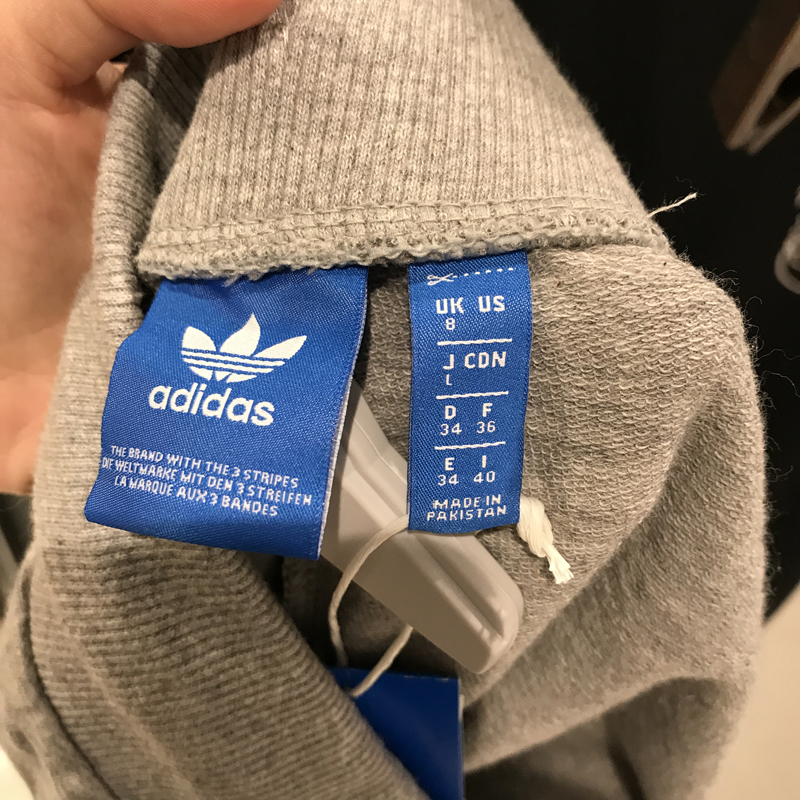 adidas
THE BRAND WITH THE 3 STRIPES
DIE WELTMARKE MIT DEN 3 STREIFEN
LA MARQUE AUX 3 BANDES
UK US
8
J CDN
L
D F
34 36
E I
34 40
MADE IN
PAKISTAN